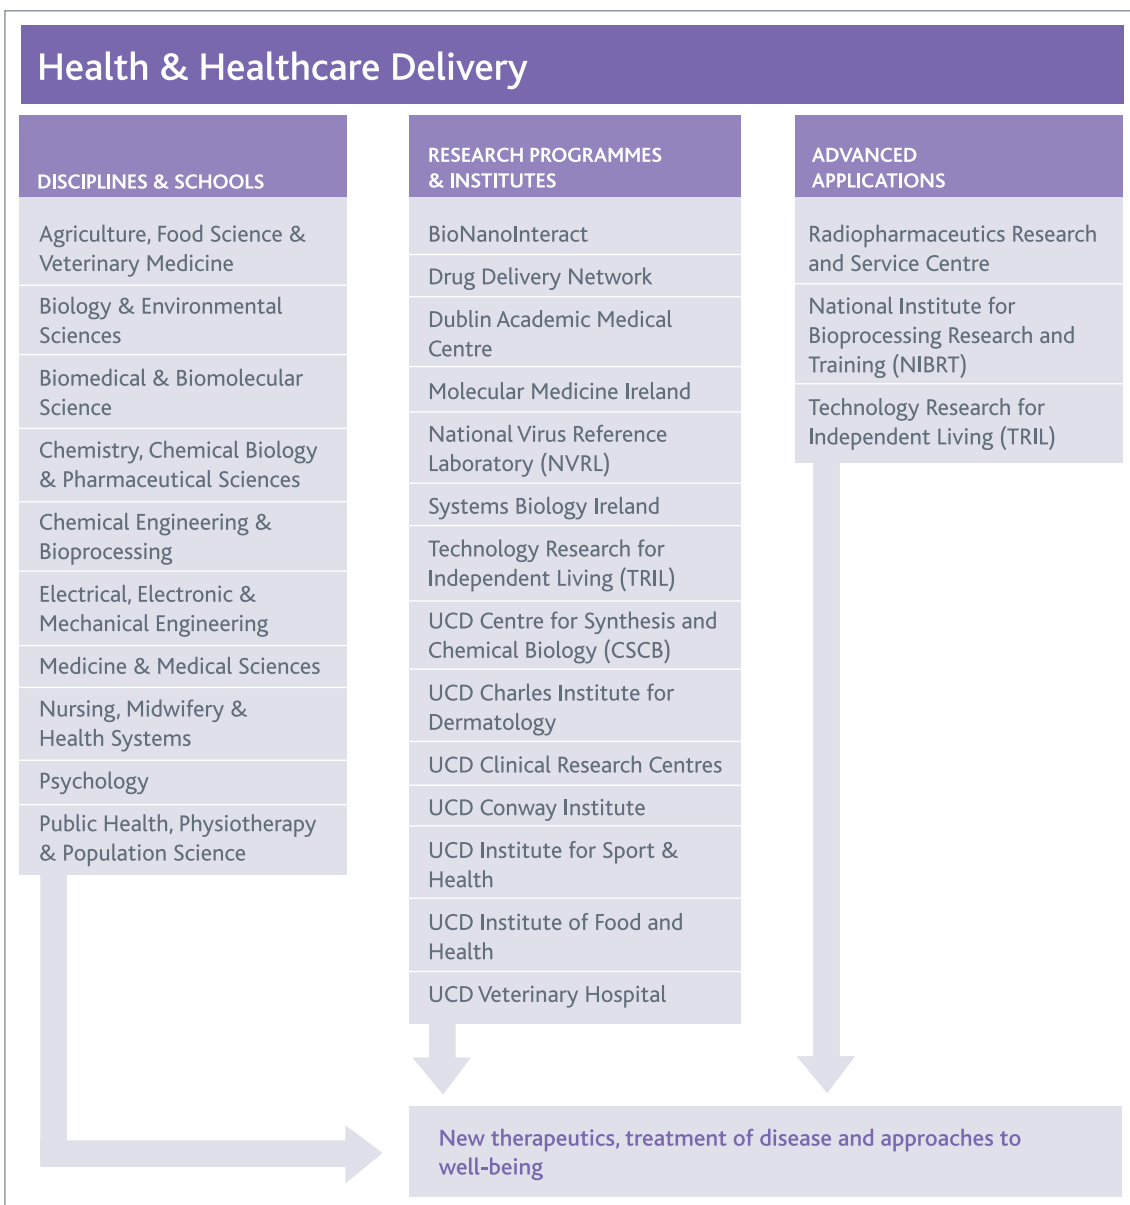 Health & Healthcare Delivery
DISCIPLINES & SCHOOLS
Agriculture, Food Science &
Veterinary Medicine
Biology & Environmental
Sciences
Biomedical & Biomolecular
Science
Chemistry, Chemical Biology
& Pharmaceutical Sciences
Chemical Engineering &
Bioprocessing
Electrical, Electronic &
Mechanical Engineering
Medicine & Medical Sciences
Nursing, Midwifery &
Health Systems
Psychology
Public Health, Physiotherapy
& Population Science
RESEARCH PROGRAMMES
& INSTITUTES
BioNanoInteract
Drug Delivery Network
Dublin Academic Medical
Centre
Molecular Medicine Ireland
National Virus Reference
Laboratory (NVRL)
Systems Biology Ireland
Technology Research for
Independent Living (TRIL)
UCD Centre for Synthesis and
Chemical Biology (CSCB)
UCD Charles Institute for
Dermatology
UCD Clinical Research Centres
UCD Conway Institute
UCD Institute for Sport &
Health
UCD Institute of Food and
Health
UCD Veterinary Hospital
ADVANCED
APPLICATIONS
Radiopharmaceutics Research
and Service Centre
National Institute for
Bioprocessing Research and
Training (NIBRT)
Technology Research for
Independent Living (TRIL)
New therapeutics, treatment of disease and approaches to
well-being